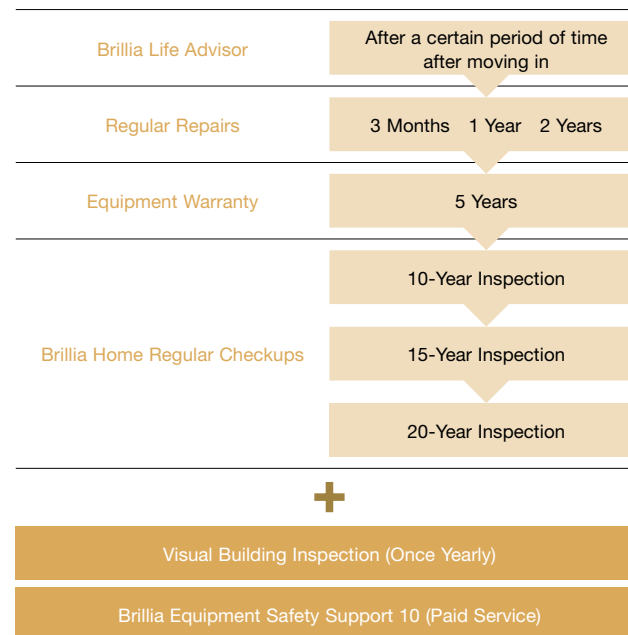 Brillia Life Advisor
After a certain period of time
after moving in
Regular Repairs
3 Months 1 Year 2 Years
Equipment Warranty
5 Years
Brillia Home Regular Checkups
10-Year Inspection
15-Year Inspection
20-Year Inspection
+
Visual Building Inspection (Once Yearly)
Brillia Equipment Safety Support 10 (Paid Service)